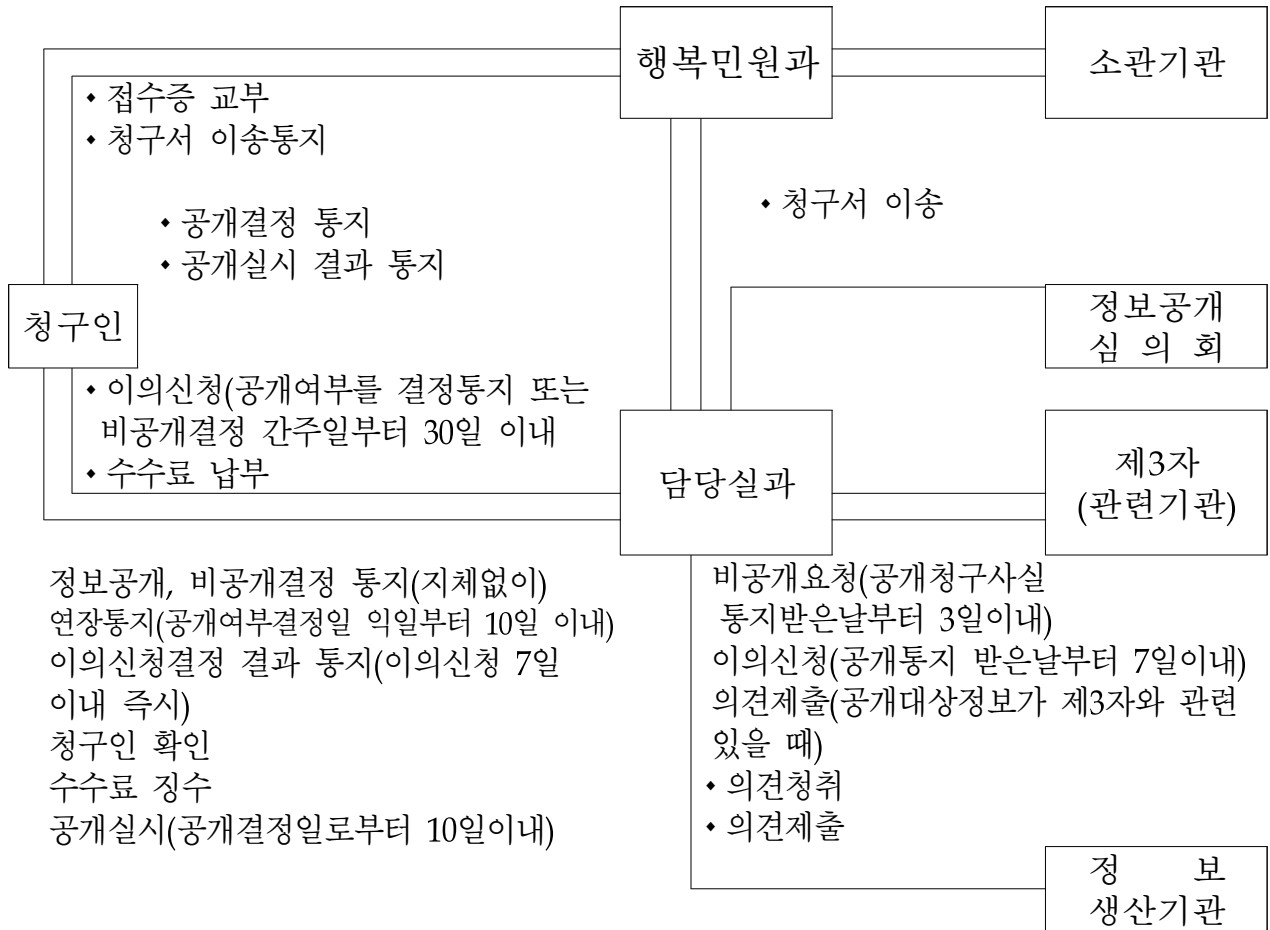 행복민원과
소관기관
◆ 접수증 교부
◆ 청구서 이송통지
◆ 청구서 이송
◆ 공개결정 통지
◆ 공개실시 결과 통지
청구인
정보공개
심 의 회
◆ 이의신청(공개여부를 결정통지 또는
비공개결정 간주일부터 30일 이내
◆ 수수료 납부
담당실과
제3자
(관련기관)
정보공개, 비공개결정 통지(지체없이)
연장통지(공개여부결정일 익일부터 10일 이내)
이의신청결정 결과 통지(이의신청 7일
이내 즉시)
청구인 확인
수수료 징수
공개실시(공개결정일로부터 10일이내)
비공개요청(공개청구사실
통지받은날부터 3일이내)
이의신청(공개통지 받은날부터 7일이내)
의견제출(공개대상정보가 제3자와 관련
있을 때)
◆ 의견청취
◆ 의견제출
정 보
생산기관